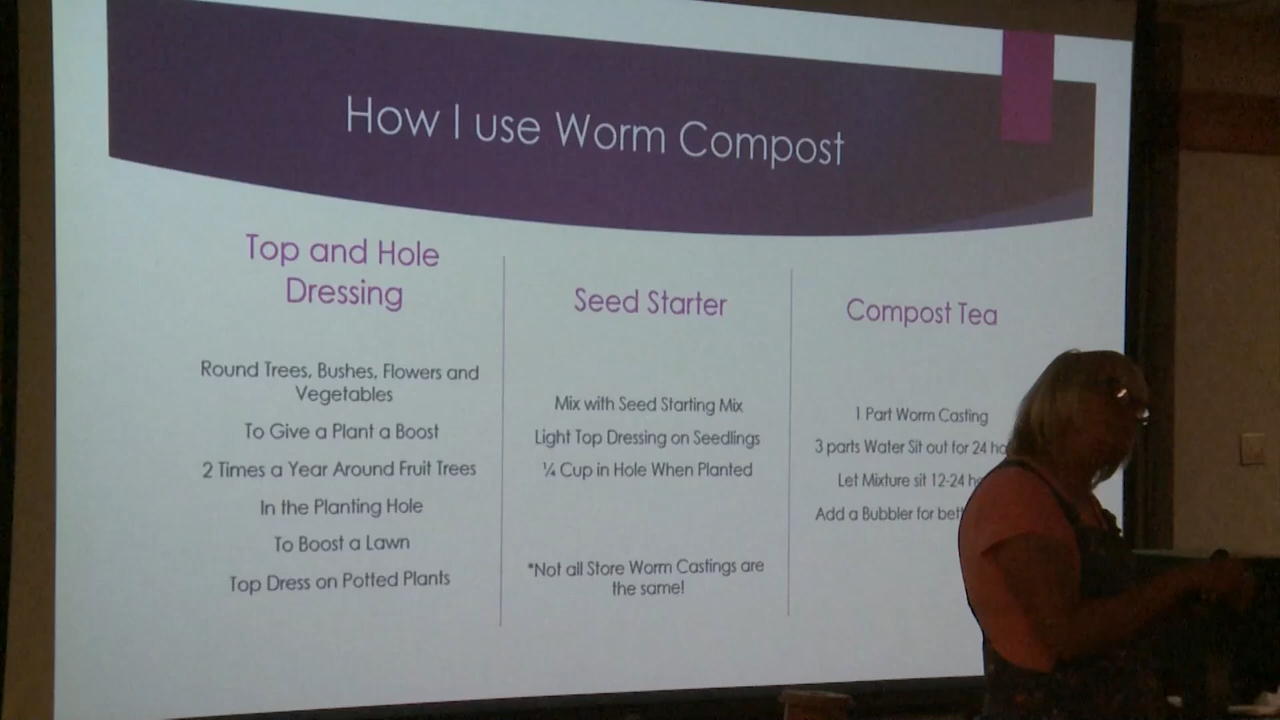 How I use Worm Compost
Top and Hole
Dressing
Round Trees, Bushes, Flowers and
Vegetables
To Give a Plant a Boost
2 Times a Year Around Fruit Trees
In the Planting Hole
To Boost a Lawn
Top Dress on Potted Plants
Seed Starter
Mix with Seed Starting Mix
Light Top Dressing on Seedlings
¼ Cup in Hole When Planted
*Not all Store Worm Castings are
the same!
Compost Tea
1 Part Worm Casting
3 parts Water Sit out for 24
Let Mixture sit 12-24
Add a Bubbler for